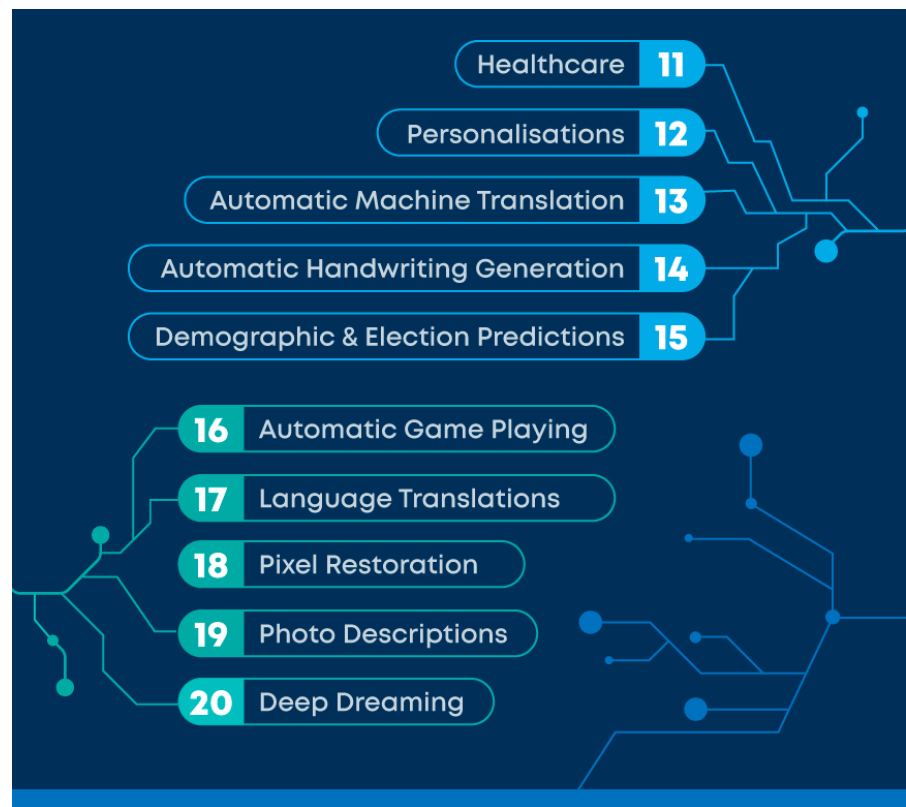 Healthcare 11
Personalisations 12
Automatic Machine Translation 13
Automatic Handwriting Generation 14
Demographic & Election Predictions 15
16 Automatic Game Playing
17 Language Translations
18 Pixel Restoration
19 Photo Descriptions
20 Deep Dreaming